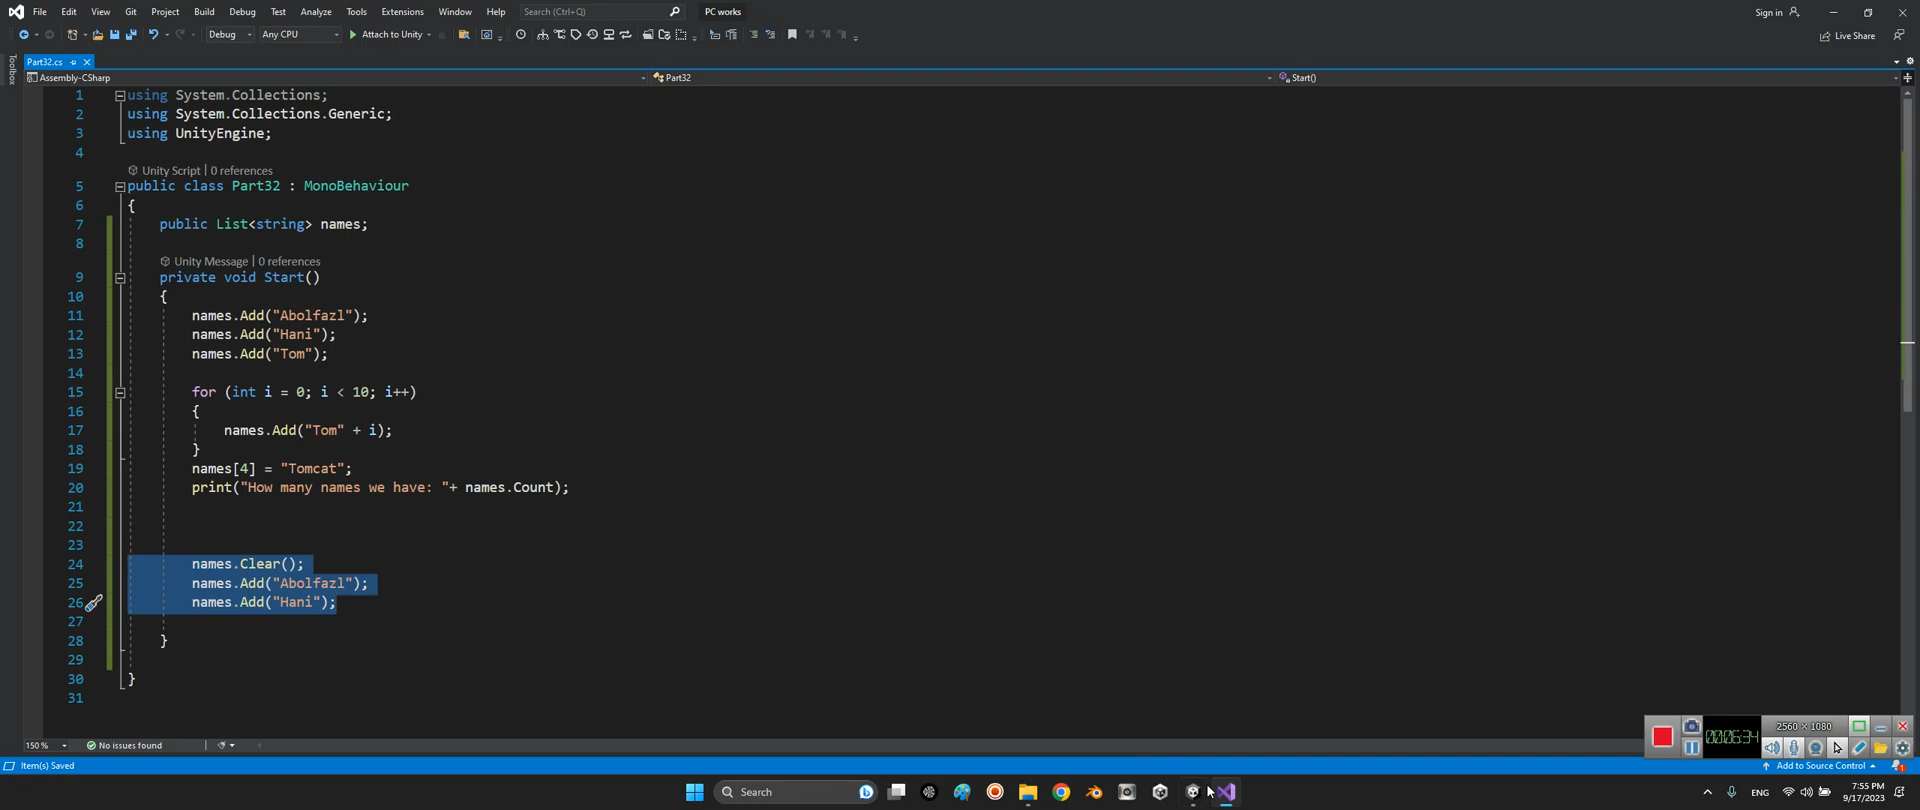 File Edit View Git Project Build Debug Test Analyze Tools Extensions Window Help Search (Ctrl+Q) PC works Sign in
Debug Any CPU Attach to Unity Live Share
Part32.cs
Toolbox
Assembly-CSharp Part32 Start()
1 using System.Collections;
2 using System.Collections.Generic;
3 using UnityEngine;
4
Unity Script | 0 references
5 public class Part32 : MonoBehaviour
6 {
7 public List<string> names;
8
Unity Message | 0 references
9 private void Start()
10 {
11 names.Add("Abolfazl");
12 names.Add("Hani");
13 names.Add("Tom");
14
15 for (int i = 0; i < 10; i++)
16 {
17 names.Add("Tom" + i);
18 }
19 names[4] = "Tomcat";
20 print("How many names we have: "+ names.Count);
21
22
23
24 names.Clear();
25 names.Add("Abolfazl");
26 names.Add("Hani");
27
28 }
29
30 }
31
2560 × 1080
00:06:34
150 % No issues found
Item(s) Saved Add to Source Control 1
Search ENG 7:55 PM
9/17/2023